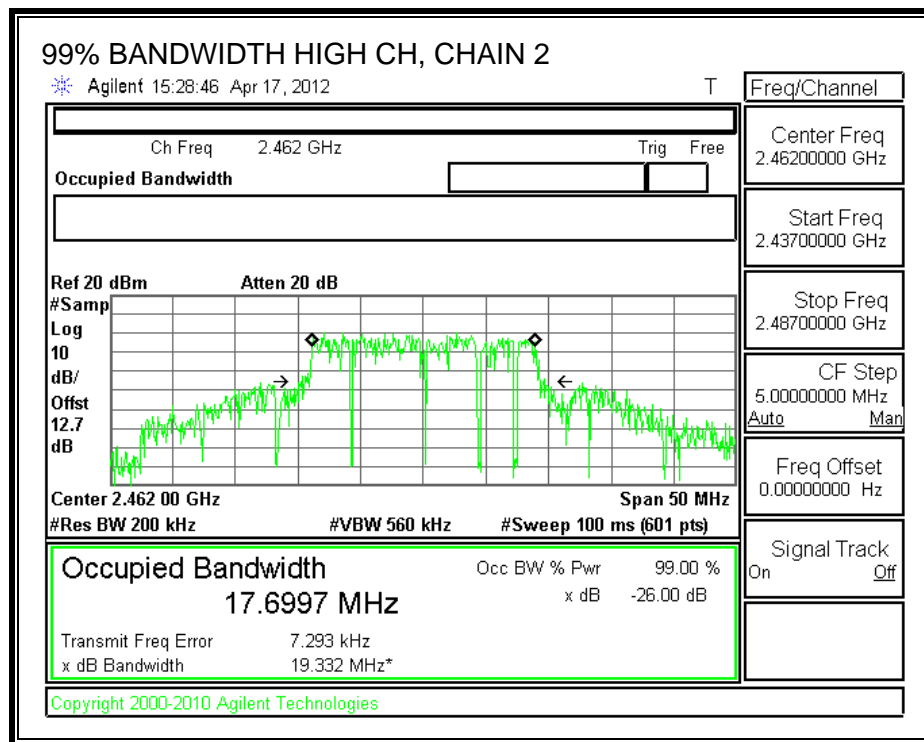 99% BANDWIDTH HIGH CH, CHAIN 2
Agilent 15:28:46 Apr 17, 2012 T
Ch Freq 2.462 GHz Trig Free
Occupied Bandwidth
Ref 20 dBm Atten 20 dB
#Samp
Log
10
dB/
Offst
12.7
dB
Center 2.462 00 GHz Span 50 MHz
#Res BW 200 kHz #VBW 560 kHz #Sweep 100 ms (601 pts)
Occupied Bandwidth Occ BW % Pwr 99.00 %
17.6997 MHz x dB -26.00 dB
Transmit Freq Error 7.293 kHz
x dB Bandwidth 19.332 MHz*
Copyright 2000-2010 Agilent Technologies
Freq/Channel
Center Freq
2.46200000 GHz
Start Freq
2.43700000 GHz
Stop Freq
2.48700000 GHz
CF Step
5.00000000 MHz
Auto Man
Freq Offset
0.00000000 Hz
Signal Track
On Off